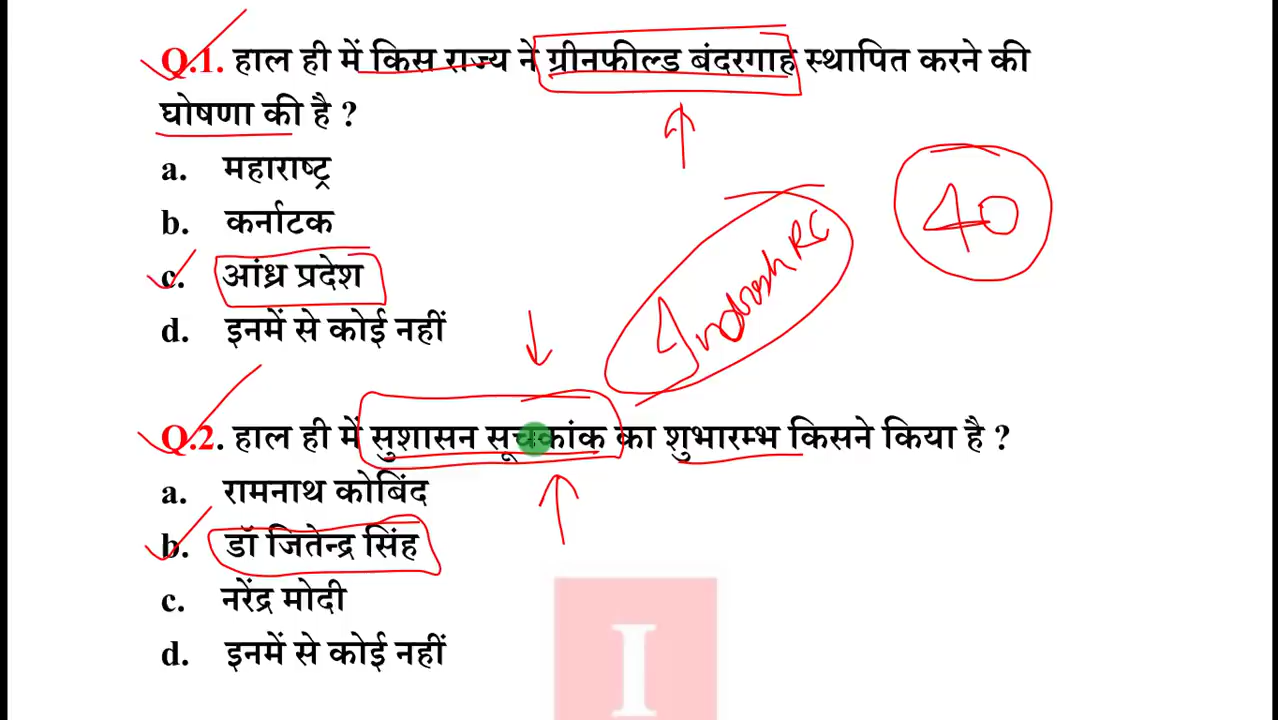 Q.1. हाल ही में किस राज्य ने ग्रीनफील्ड बंदरगाह स्थापित करने की
घोषणा की है ?
a. महाराष्ट्र
b. कर्नाटक
40
c. आंध्र प्रदेश
d. इनमें से कोई नहीं
Q.2. हाल ही में सुशासन सूचकांक का शुभारम्भ किसने किया है ?
a. रामनाथ कोबिंद
b. डॉ जितेन्द्र सिंह
c. नरेंद्र मोदी
d. इनमें से कोई नहीं
I